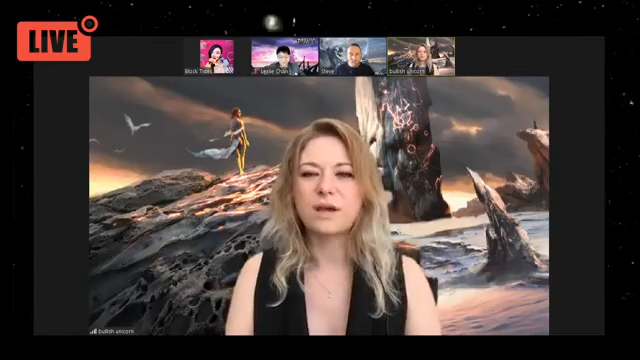 LIVE
Block Tides
Leslie Chan
Steve
bullish unicorn
bullish unicorn